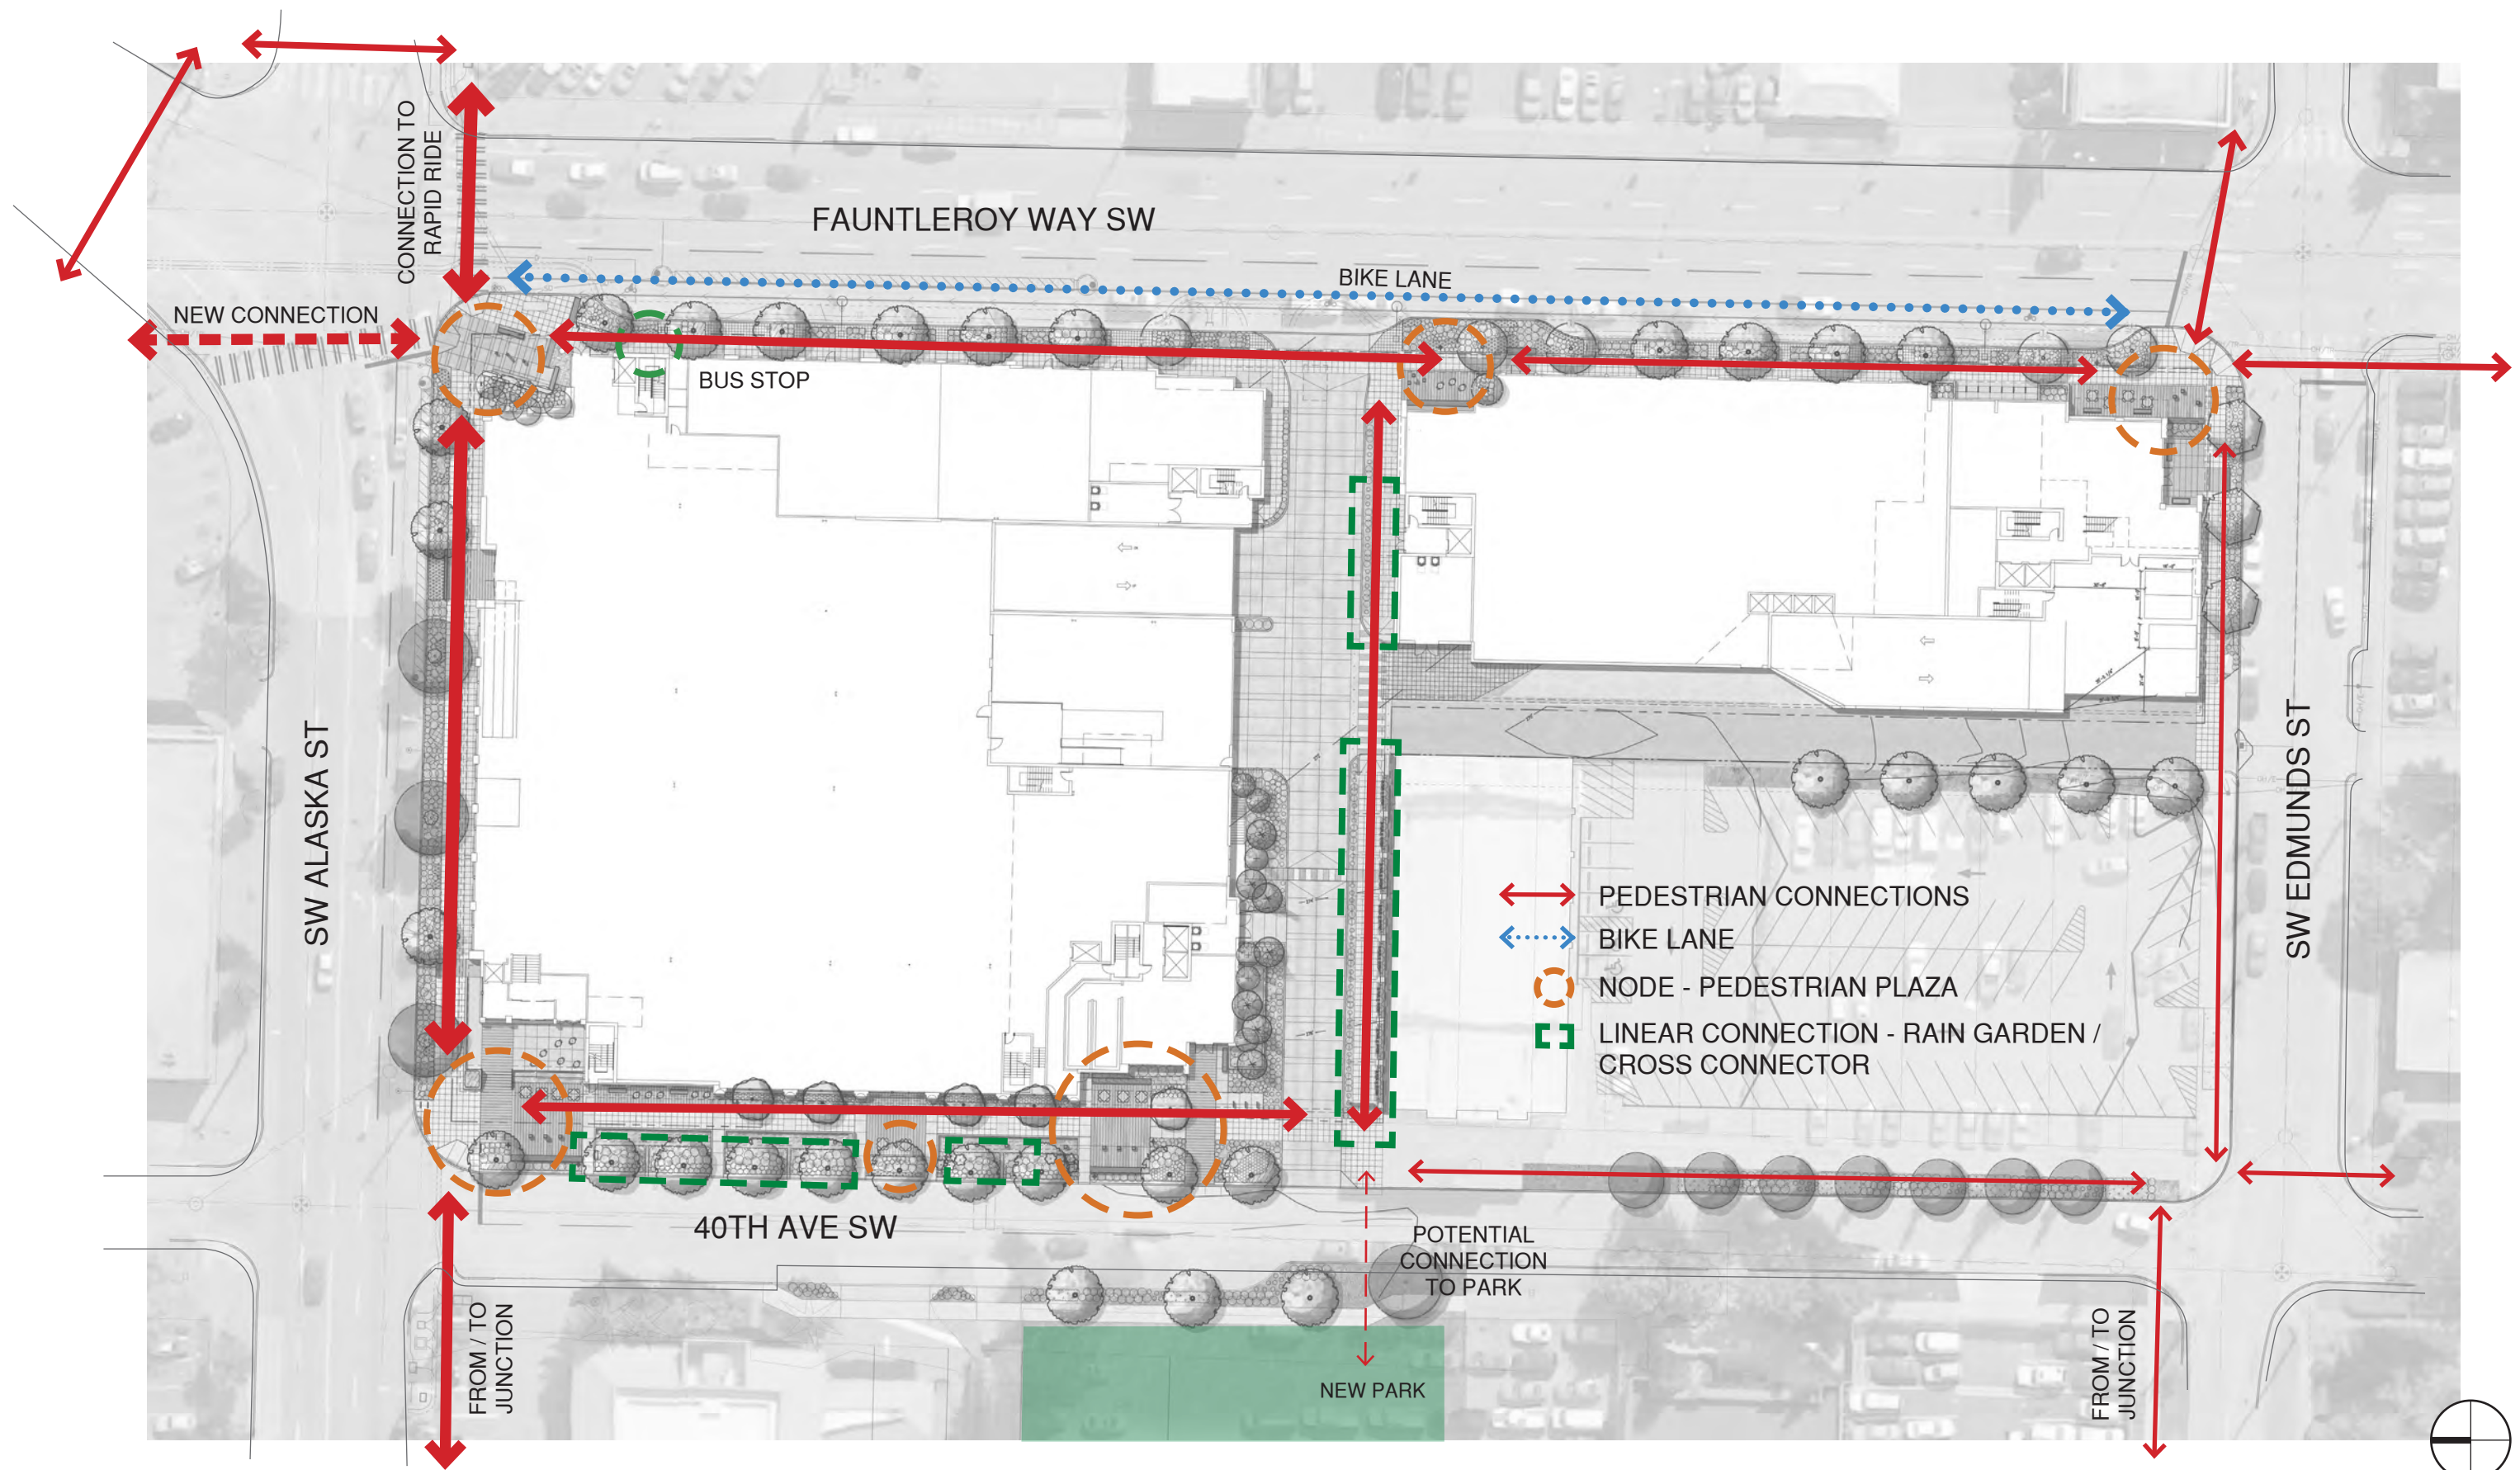 CONNECTION TO
RAPID RIDE
FAUNTLEROY WAY SW
BIKE LANE
NEW CONNECTION
BUS STOP
SW ALASKA ST
SW EDMUNDS ST
PEDESTRIAN CONNECTIONS
BIKE LANE
NODE - PEDESTRIAN PLAZA
LINEAR CONNECTION - RAIN GARDEN /
CROSS CONNECTOR
40TH AVE SW
POTENTIAL
CONNECTION
TO PARK
FROM / TO
JUNCTION
NEW PARK
FROM / TO
JUNCTION